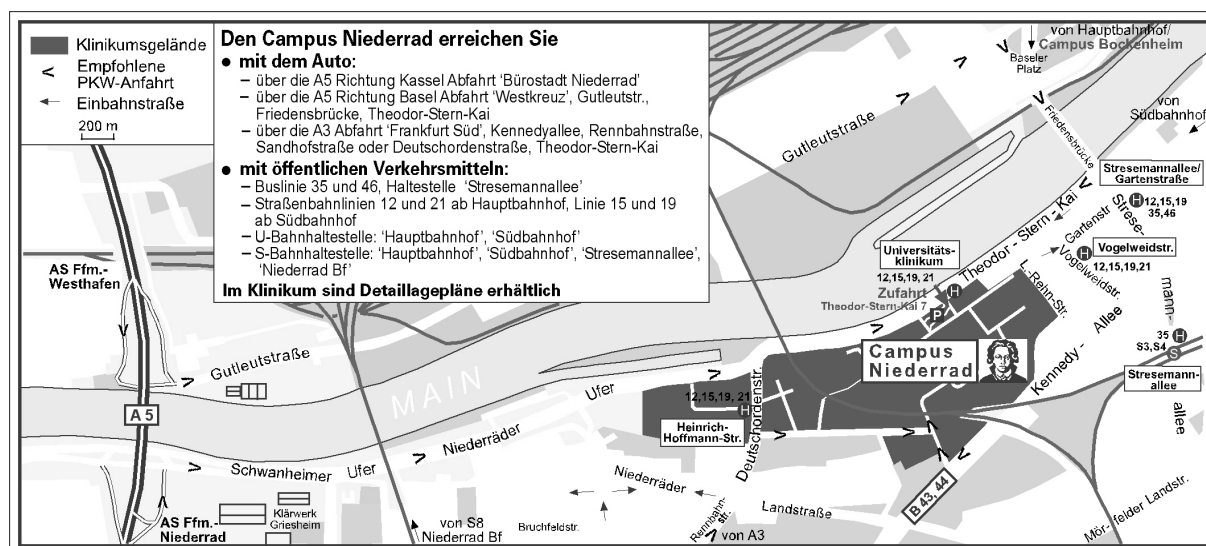 Klinikumsgelände
Empfohlene
PKW-Anfahrt
Einbahnstraße
200 m
Den Campus Niederrad erreichen Sie
● mit dem Auto:
– über die A5 Richtung Kassel Abfahrt ‘Bürostadt Niederrad’
– über die A5 Richtung Basel Abfahrt ‘Westkreuz’, Gutleutstr.,
Friedensbrücke, Theodor-Stern-Kai
– über die A3 Abfahrt ‘Frankfurt Süd’, Kennedyallee, Rennbahnstraße,
Sandhofstraße oder Deutschordenstraße, Theodor-Stern-Kai
● mit öffentlichen Verkehrsmitteln:
– Buslinie 35 und 46, Haltestelle ‘Stresemannallee’
– Straßenbahnlinien 12 und 21 ab Hauptbahnhof, Linie 15 und 19
ab Südbahnhof
– U-Bahnhaltestelle: ‘Hauptbahnhof’, ‘Südbahnhof’
– S-Bahnhaltestelle: ‘Hauptbahnhof’, ‘Südbahnhof’, ‘Stresemannallee’,
‘Niederrad Bf’
Im Klinikum sind Detaillagepläne erhältlich
von Hauptbahnhof/
Campus Bockenheim
Baseler
Platz
von
Südbahnhof
Gutleutstraße
Friedensbrücke
Stresemannallee/
Gartenstraße
H
12,15,19
35,46
Strese-
mann-
allee
Gartenstr
Vogelweidstr.
H
12,15,19,21
Vogelweidstr.
Theodor - Stern - Kai
Universitäts-
klinikum
12,15,19, 21
H
Zufahrt
Theodor-Stern-Kai 7
P
L.-Rehn-Str.
Kennedy - Allee
35 H
S3,S4 S
Stresemann-
allee
Campus
Niederrad
AS Ffm.-
Westhafen
Gutleutstraße
A 5
MAIN
Niederräder Ufer
12,15,19, 21
H
Heinrich-
Hoffmann-Str.
Deutschordenstr.
Schwanheimer Ufer
Klärwerk
Griesheim
AS Ffm.-
Niederrad
von S8
Niederrad Bf
Bruchfeldstr.
Niederräder
Landstraße
Rennbahn-
str.
von A3
B 43, 44
Mör- felder Landstr.